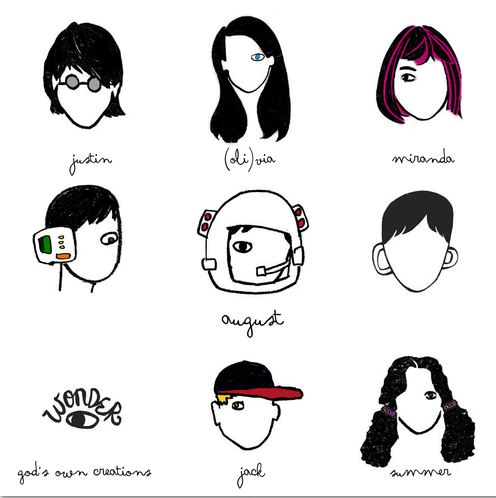 justin
(oli)via
miranda
august
WONDER
god's own creations
jack
summer